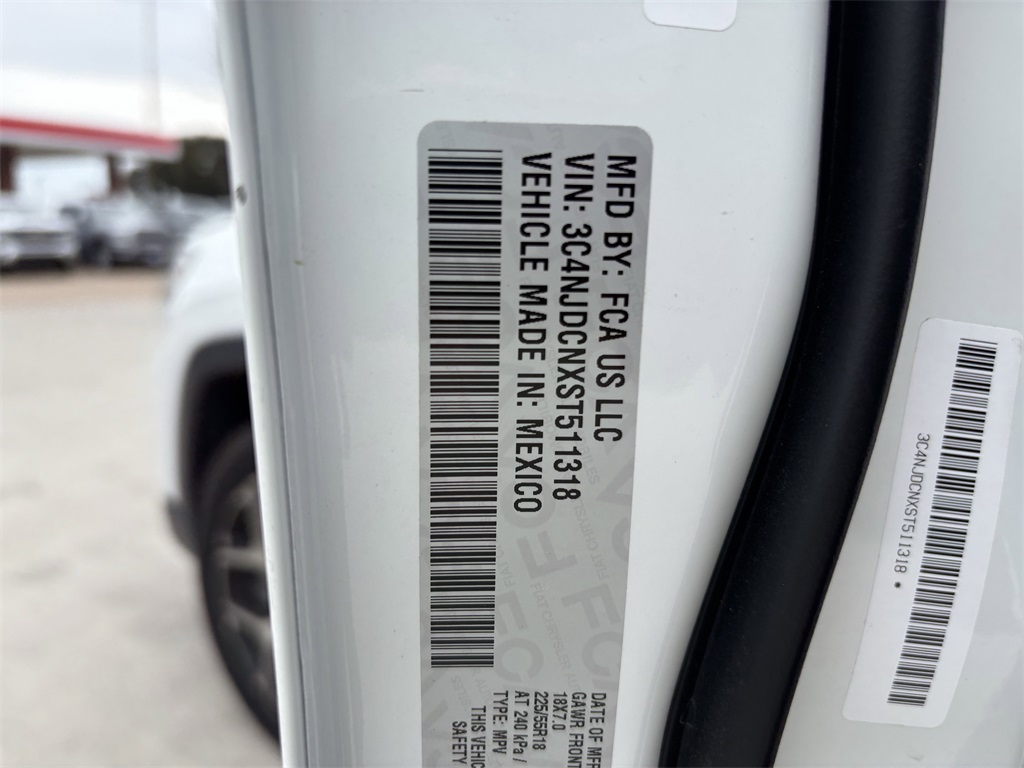 MFD BY: FCA US LLC
VIN: 3C4NJDCNXST511318
VEHICLE MADE IN: MEXICO
DATE OF MFR
GAWR FRONT
18X7.0
225/55R18
AT 240 kPa /
TYPE: MPV
THIS VEHIC
SAFETY
3C4NJDCNXST511318 •